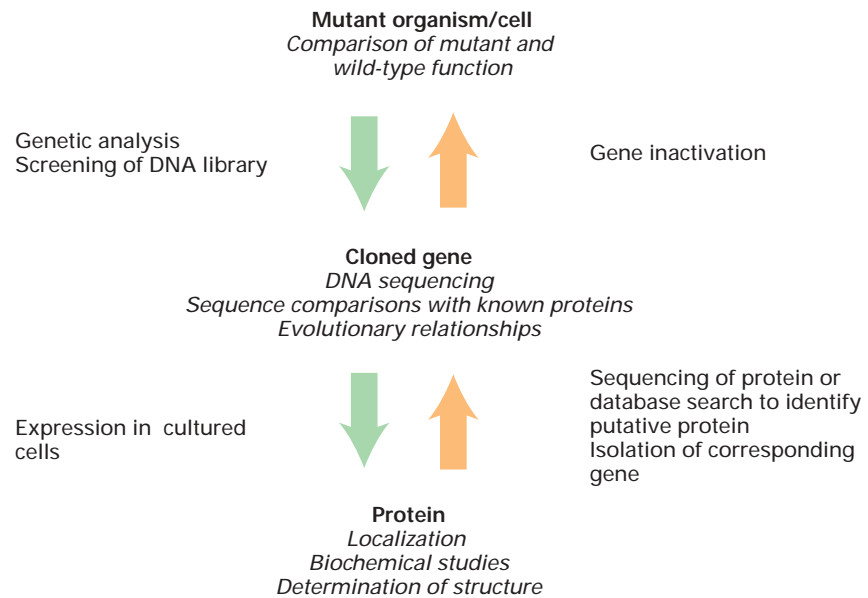 Mutant organism/cell
Comparison of mutant and
wild-type function
Genetic analysis
Screening of DNA library
Gene inactivation
Cloned gene
DNA sequencing
Sequence comparisons with known proteins
Evolutionary relationships
Expression in cultured
cells
Sequencing of protein or
database search to identify
putative protein
Isolation of corresponding
gene
Protein
Localization
Biochemical studies
Determination of structure